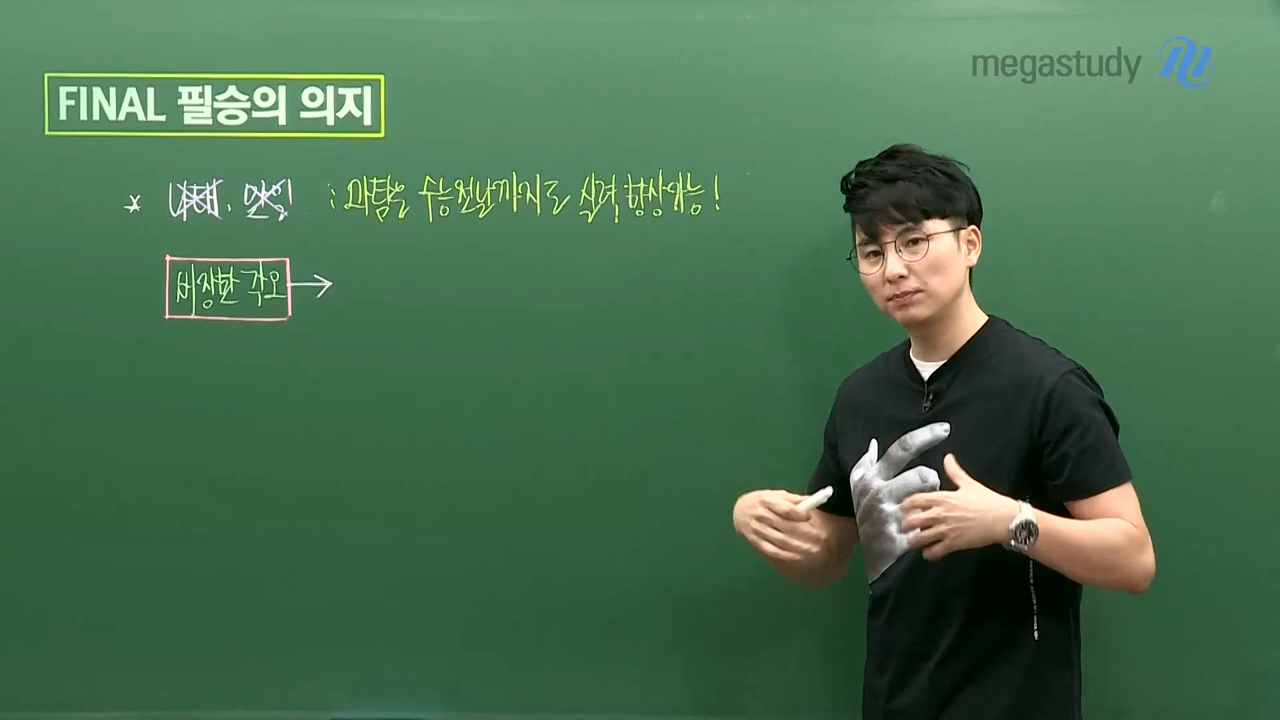 megastudy
FINAL 필승의 의지
: 과탐은 수능 전날까지도 실력 향상 가능!
비장한 각오 →